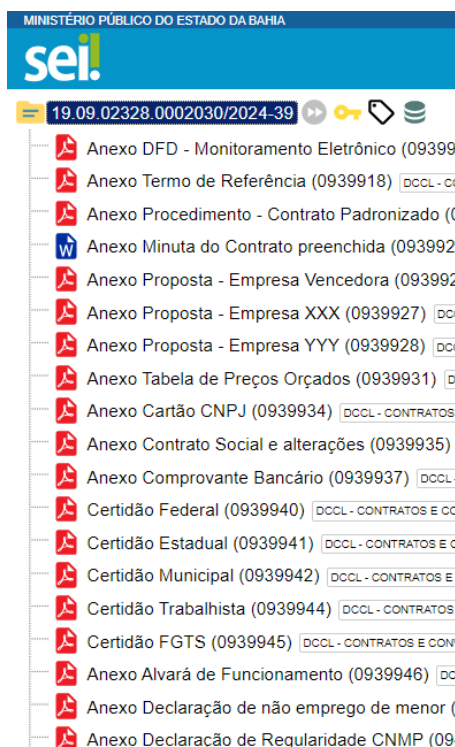 MINISTÉRIO PÚBLICO DO ESTADO DA BAHIA
sei!
19.09.02328.0002030/2024-39
Anexo DFD - Monitoramento Eletrônico (09399
Anexo Termo de Referência (0939918) DCCL - CO
Anexo Procedimento - Contrato Padronizado (0
Anexo Minuta do Contrato preenchida (093992
Anexo Proposta - Empresa Vencedora (093992
Anexo Proposta - Empresa XXX (0939927) DCC
Anexo Proposta - Empresa YYY (0939928) DCC
Anexo Tabela de Preços Orçados (0939931) D
Anexo Cartão CNPJ (0939934) DCCL - CONTRATOS
Anexo Contrato Social e alterações (0939935)
Anexo Comprovante Bancário (0939937) DCCL -
Certidão Federal (0939940) DCCL - CONTRATOS E CO
Certidão Estadual (0939941) DCCL - CONTRATOS E C
Certidão Municipal (0939942) DCCL - CONTRATOS E
Certidão Trabalhista (0939944) DCCL - CONTRATOS
Certidão FGTS (0939945) DCCL - CONTRATOS E CON
Anexo Alvará de Funcionamento (0939946) DC
Anexo Declaração de não emprego de menor (
Anexo Declaração de Regularidade CNMP (09